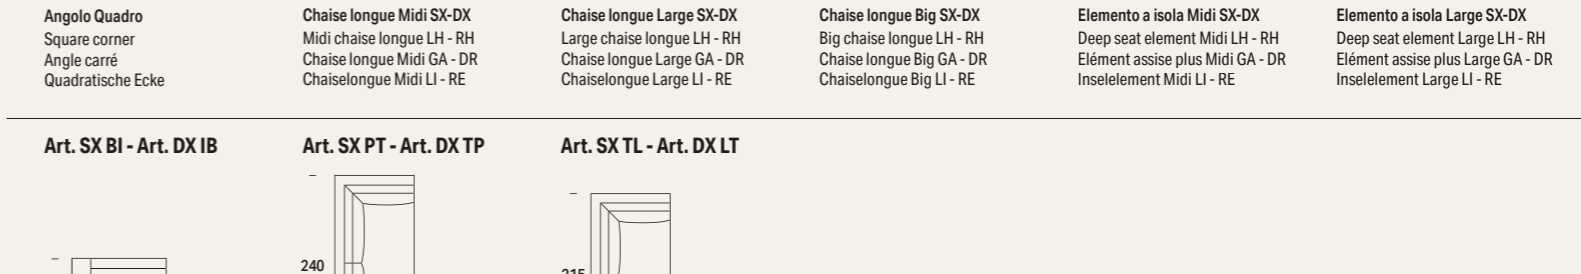 Angolo Quadro
Square corner
Angle carré
Quadratische Ecke
Chaise longue Midi SX-DX
Midi chaise longue LH - RH
Chaise longue Midi GA - DR
Chaiselongue Midi LI - RE
Chaise longue Large SX-DX
Large chaise longue LH - RH
Chaise longue Large GA - DR
Chaiselongue Large LI - RE
Chaise longue Big SX-DX
Big chaise longue LH - RH
Chaise longue Big GA - DR
Chaiselongue Big LI - RE
Elemento a isola Midi SX-DX
Deep seat element Midi LH - RH
Elément assise plus Midi GA - DR
Inselelement Midi LI - RE
Elemento a isola Large SX-DX
Deep seat element Large LH - RH
Elément assise plus Large GA - DR
Inselelement Large LI - RE
Art. SX BI - Art. DX IB
Art. SX PT - Art. DX TP
Art. SX TL - Art. DX LT
240
215